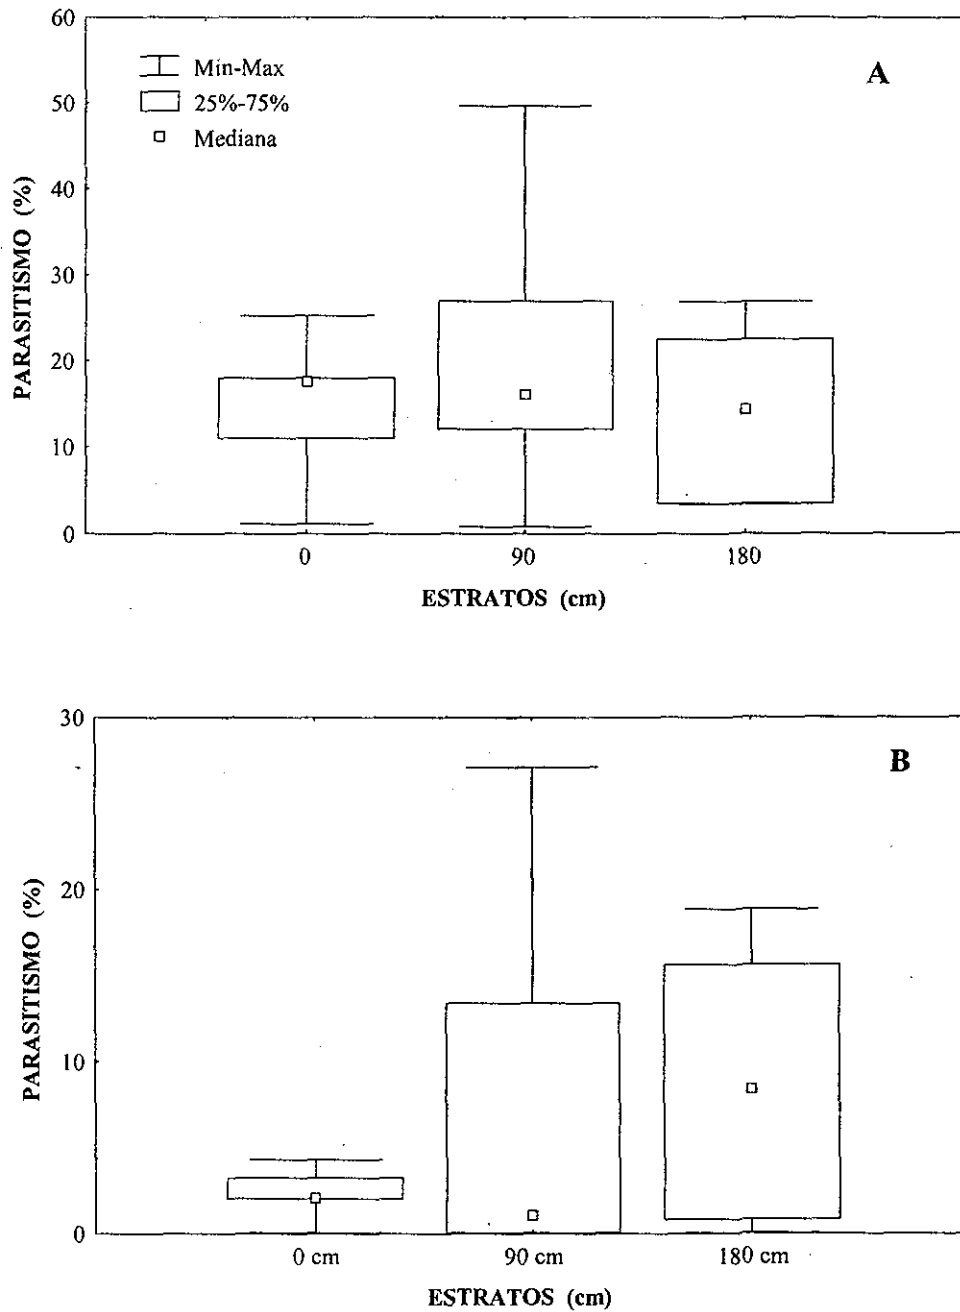 60
50
40
30
20
10
0
PARASITISMO (%)
Min-Max
25%-75%
Mediana
A
0 90 180
ESTRATOS (cm)
30
20
10
0
PARASITISMO (%)
B
0 cm 90 cm 180 cm
ESTRATOS (cm)